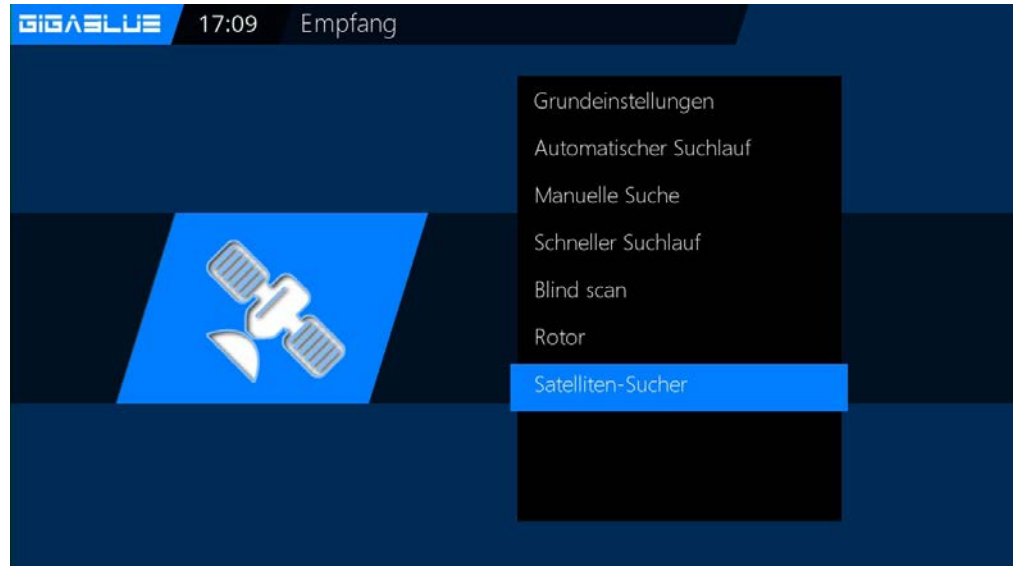 GIGABLUE 17:09 Empfang
Grundeinstellungen
Automatischer Suchlauf
Manuelle Suche
Schneller Suchlauf
Blind scan
Rotor
Satelliten-Sucher